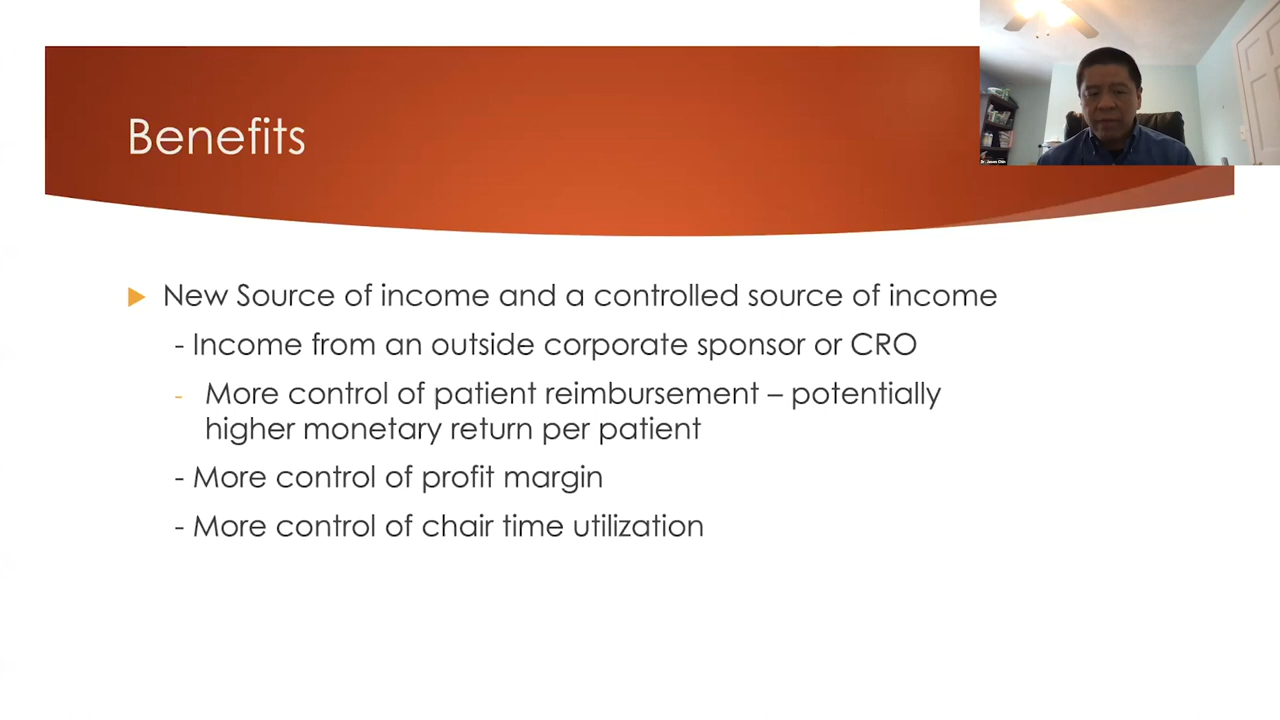 Benefits
New Source of income and a controlled source of income
- Income from an outside corporate sponsor or CRO
- More control of patient reimbursement – potentially
higher monetary return per patient
- More control of profit margin
- More control of chair time utilization